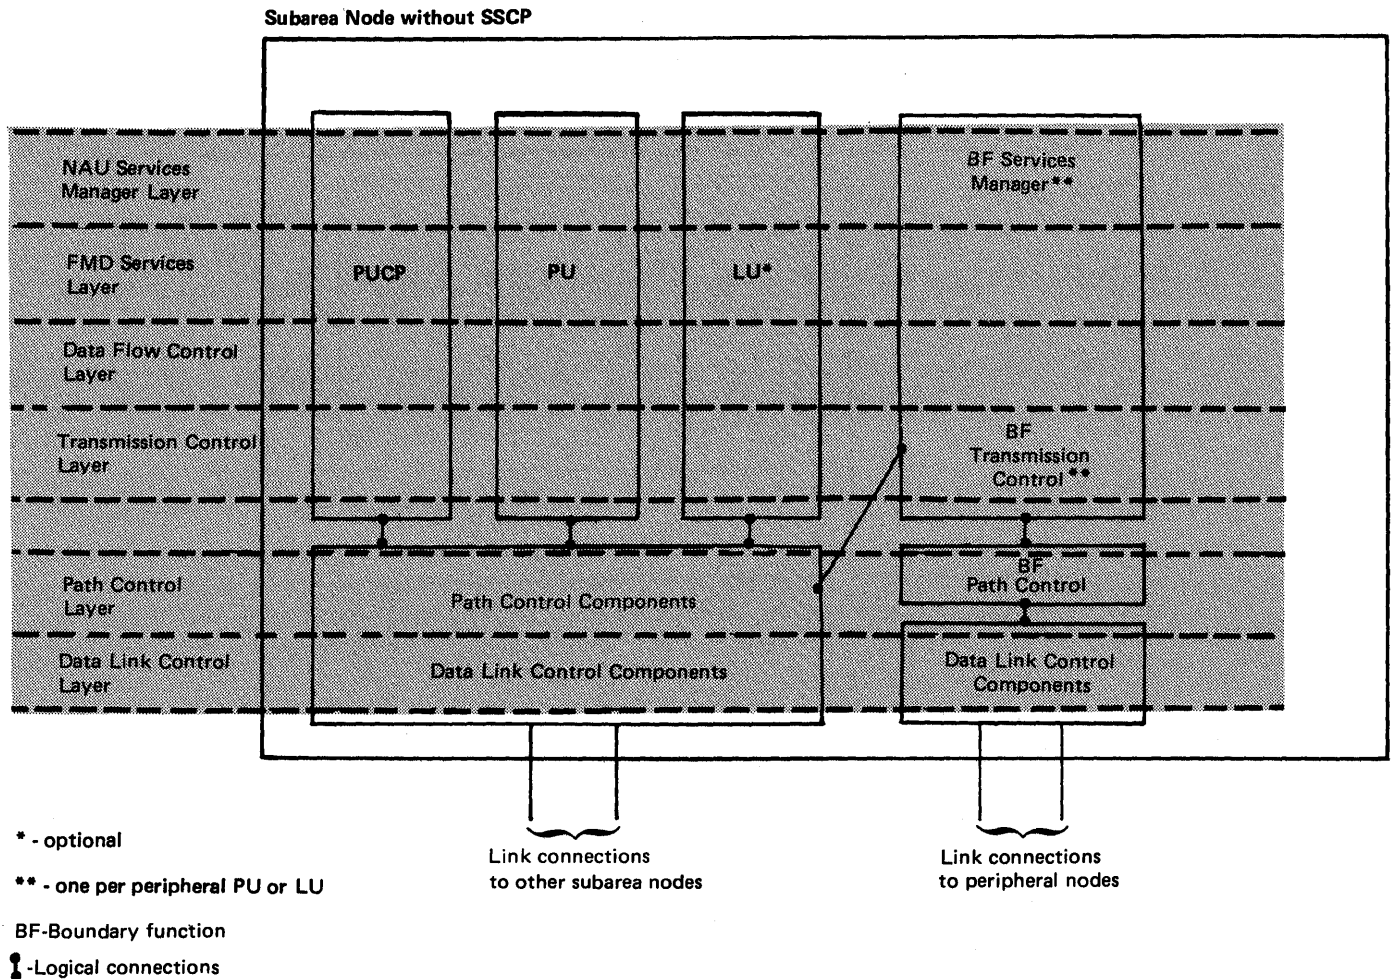 Subarea Node without SSCP
NAU Services
Manager Layer
BF Services
Manager**
FMD Services
Layer
PUCP
PU
LU*
Data Flow Control
Layer
Transmission Control
Layer
BF
Transmission
Control**
Path Control
Layer
Path Control Components
BF
Path Control
Data Link Control
Layer
Data Link Control Components
Data Link Control
Components
Link connections
to other subarea nodes
Link connections
to peripheral nodes
* - optional
** - one per peripheral PU or LU
BF-Boundary function
-Logical connections